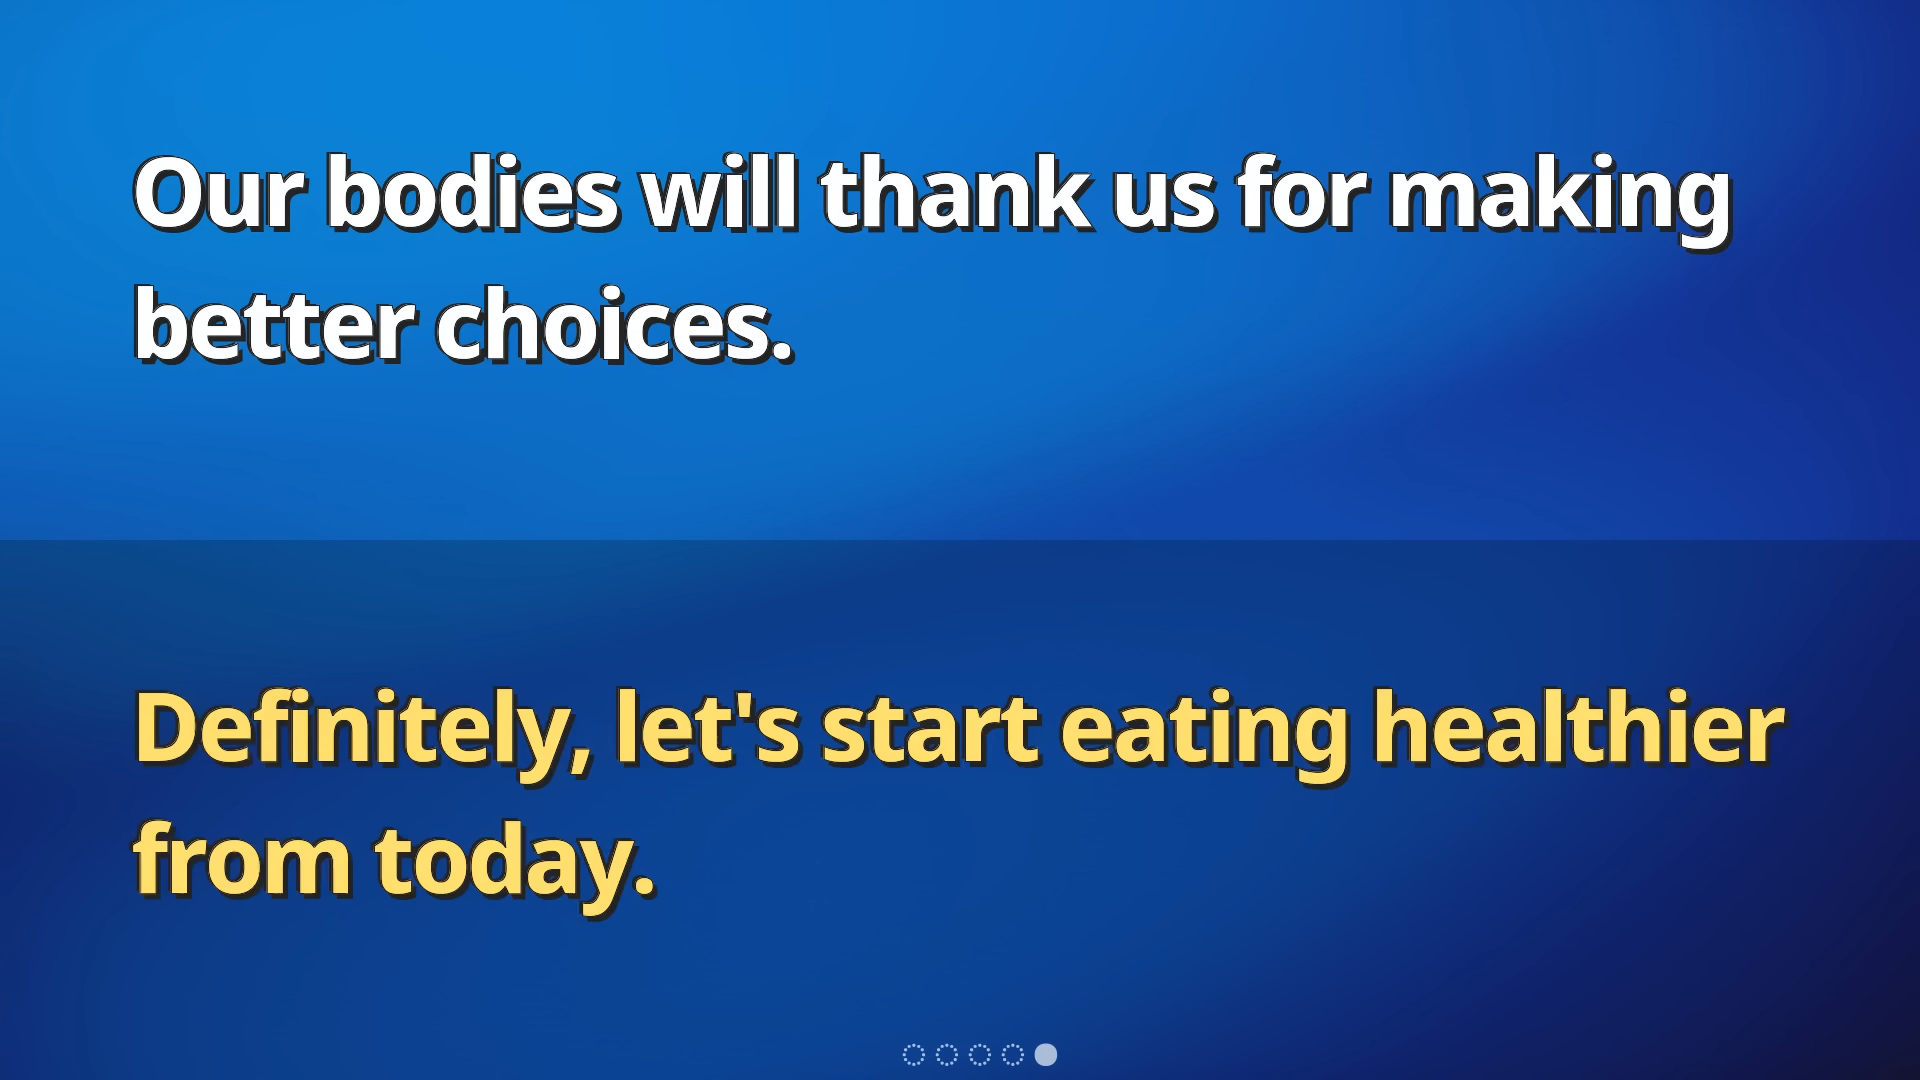 Our bodies will thank us for making
better choices.
Definitely, let's start eating healthier
from today.